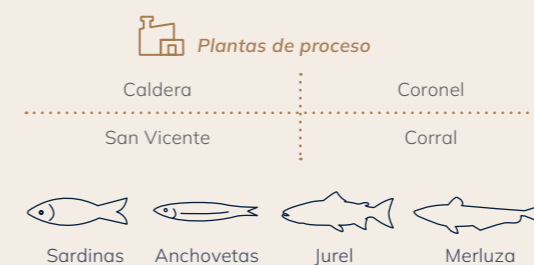 Plantas de proceso
Caldera Coronel
San Vicente Corral
Sardinas Anchovetas Jurel Merluza